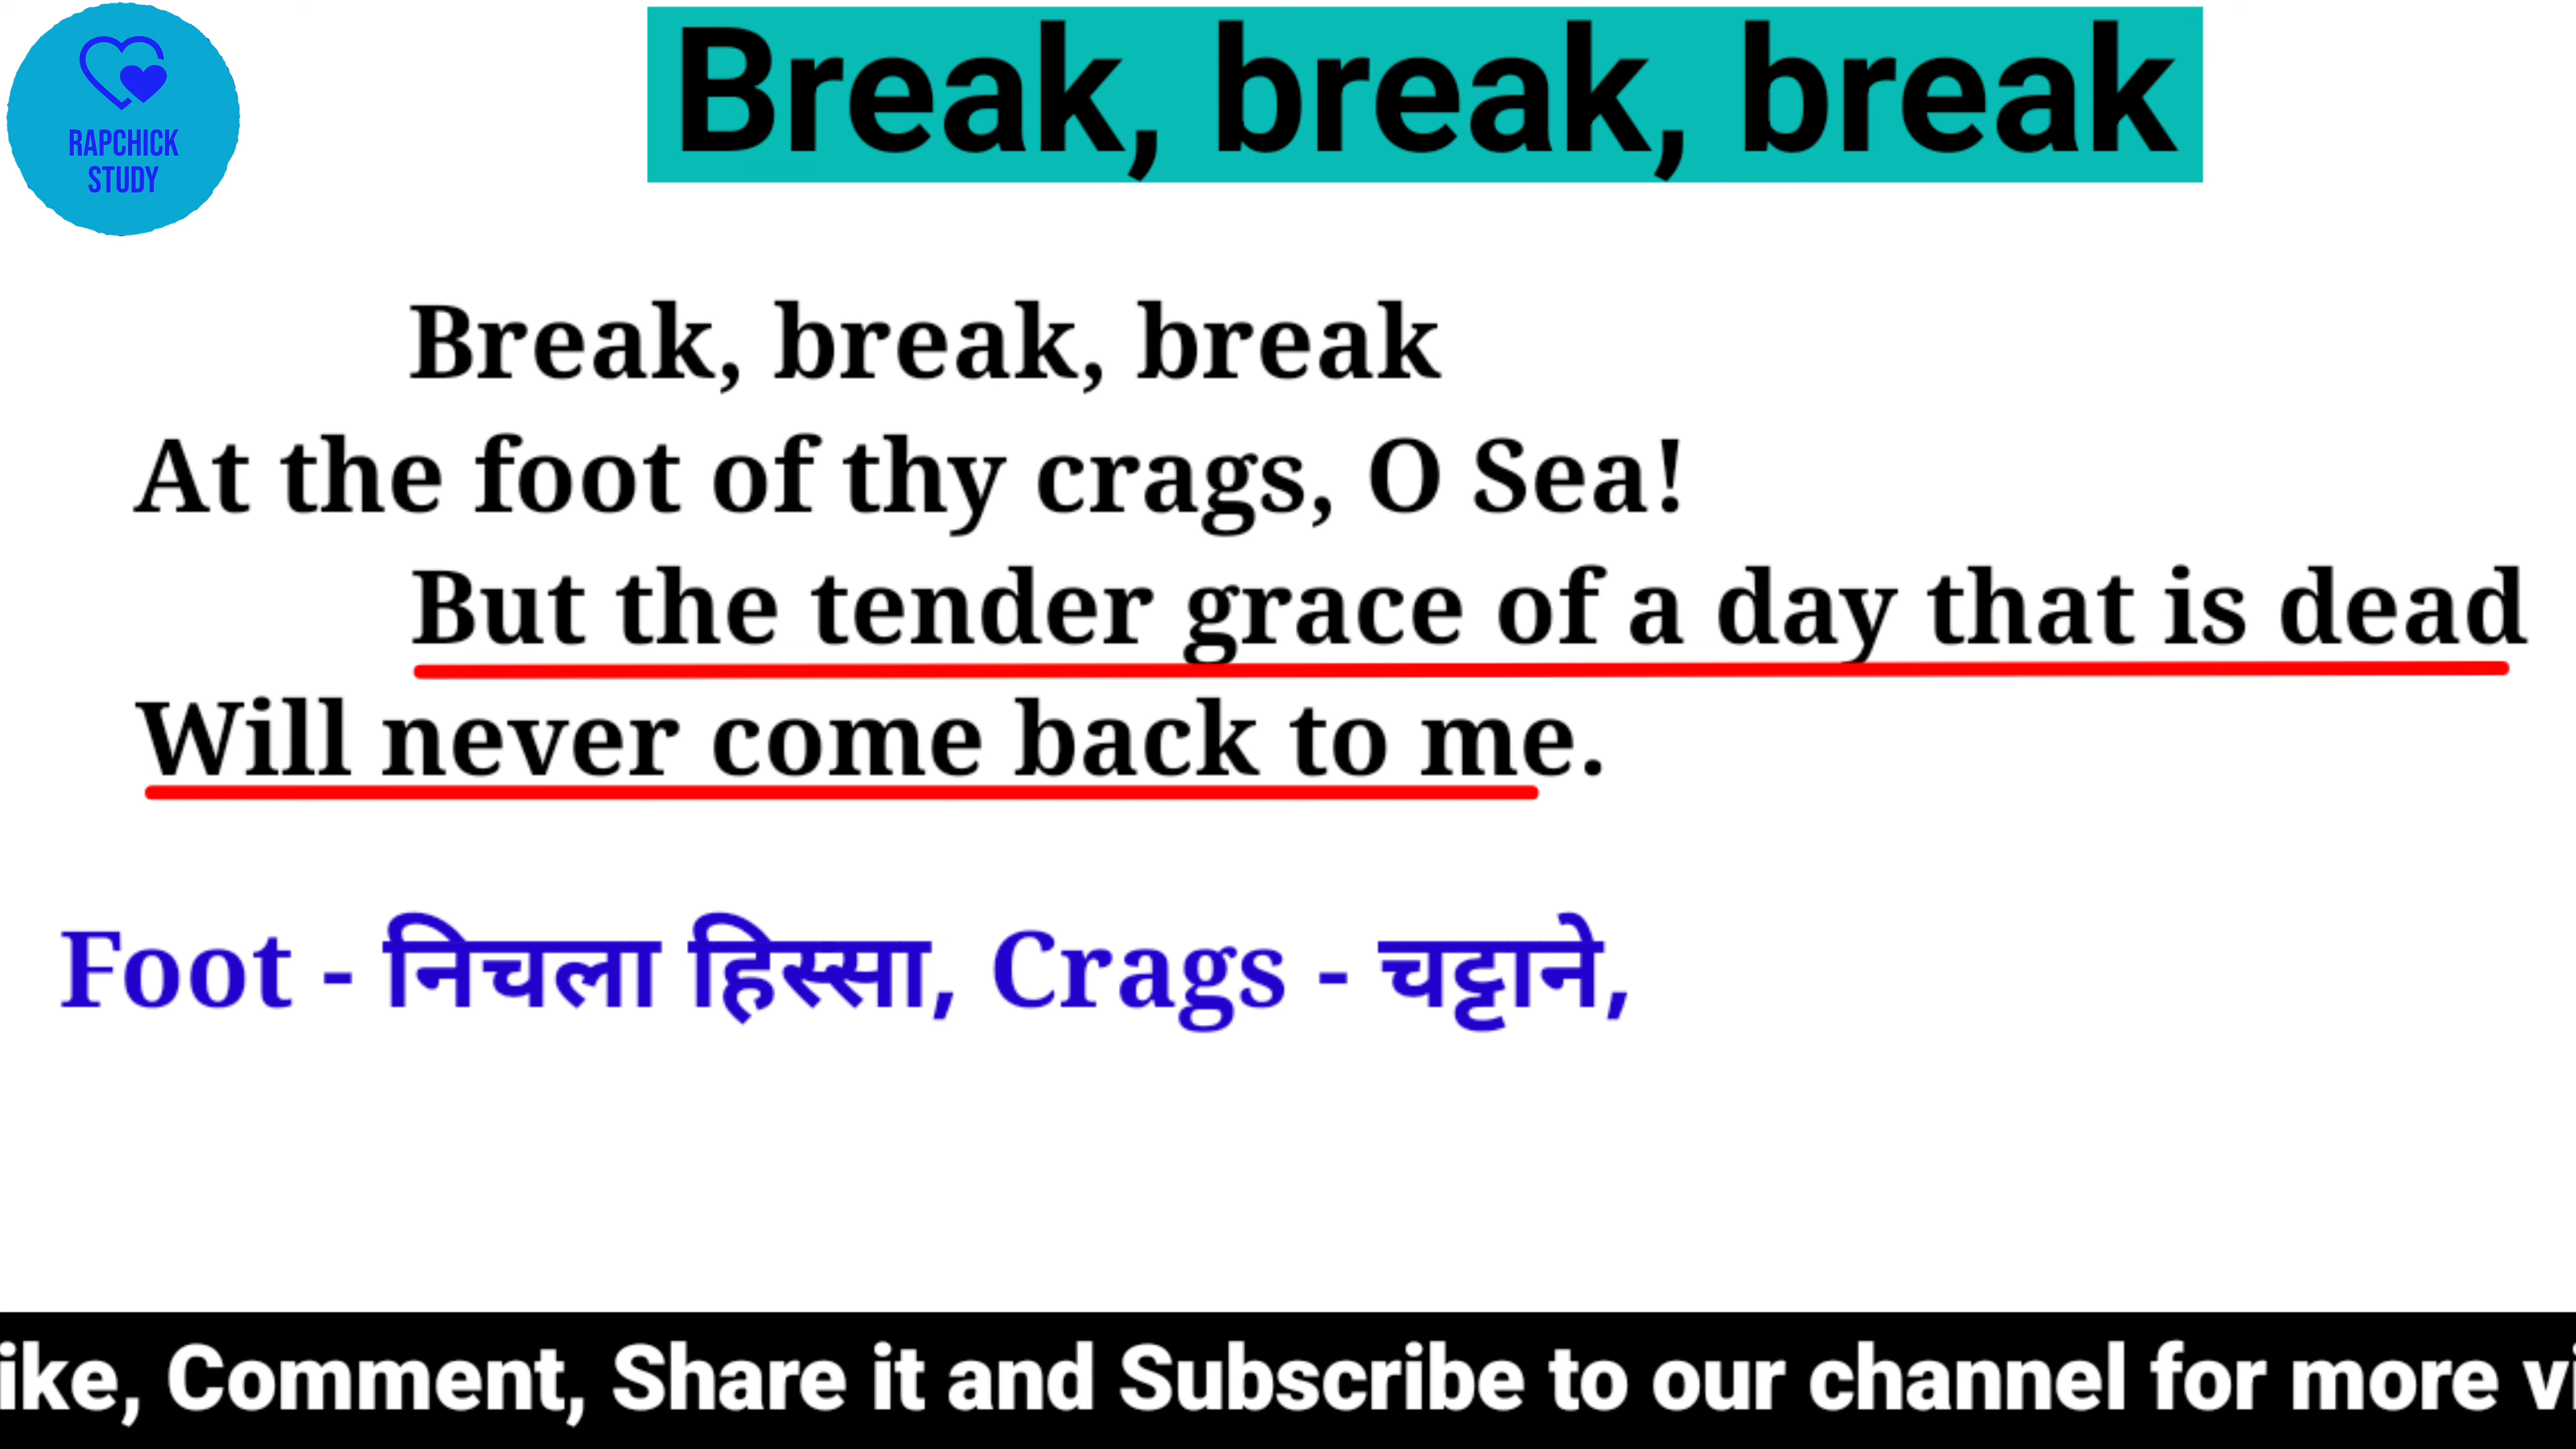 RAPCHICK
STUDY
Break, break, break
Break, break, break
At the foot of thy crags, O Sea!
But the tender grace of a day that is dead
Will never come back to me.
Foot - निचला हिस्सा, Crags - चट्टाने,
ike, Comment, Share it and Subscribe to our channel for more vi